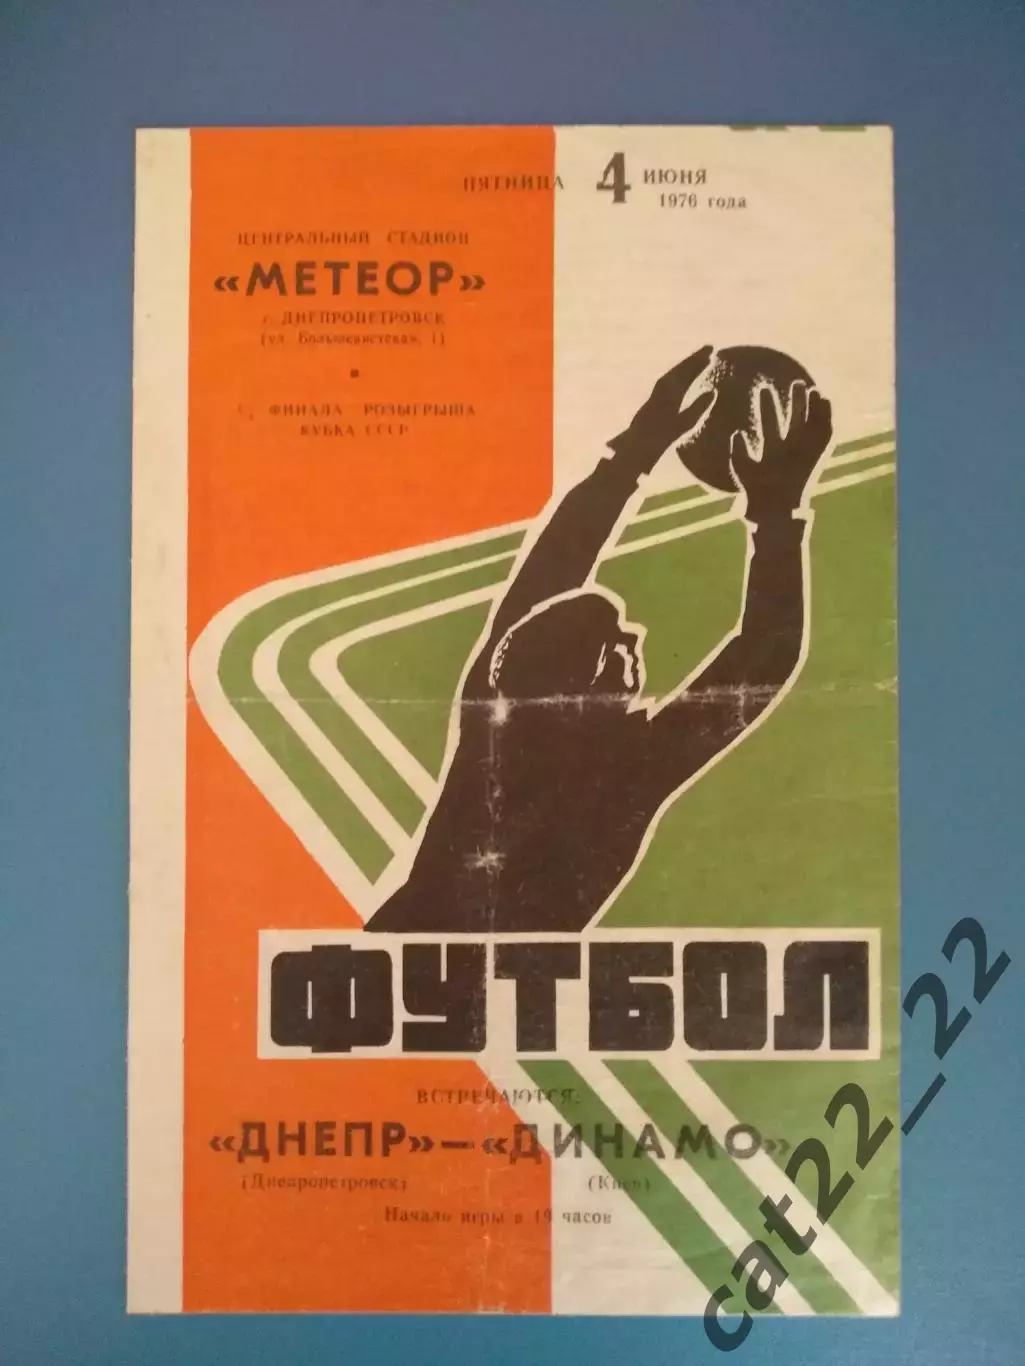 ПЯТНИЦА 4 ИЮНЯ
1976 года
ЦЕНТРАЛЬНЫЙ СТАДИОН
«МЕТЕОР»
г. ДНЕПРОПЕТРОВСК
(ул. Большевистская, 1)
ФИНАЛА РОЗЫГРЫША
КУБКА СССР
ФУТБОЛ
ВСТРЕЧАЮТСЯ:
«ДНЕПР» — «ДИНАМО»
(Днепропетровск) (Киев)
Начало игры в 19 часов
cat22_22